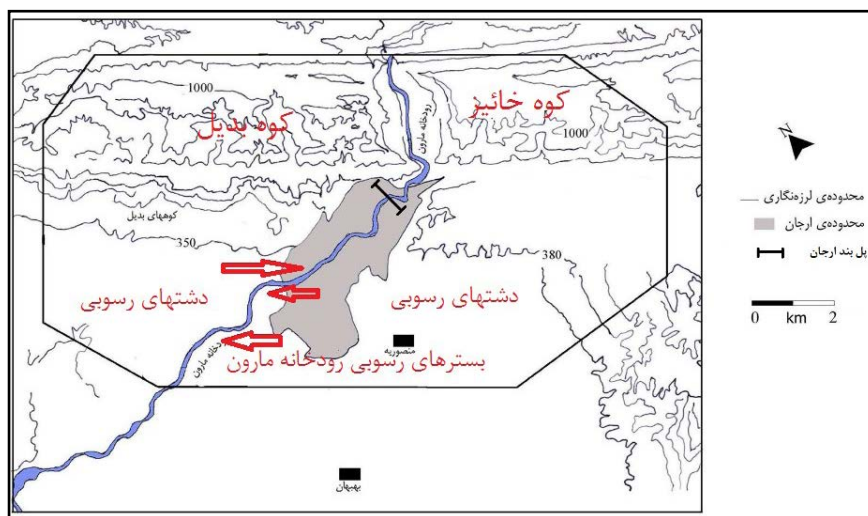 1000
کوه بدیل
کوه خائیز
1000
رودخانه مارون
کوههای بدیل
350
380
دشتهای رسوبی
دشتهای رسوبی
منصوریه
بسترهای رسوبی رودخانه مارون
رودخانه مارون
بهبهان
N
محدوده‌ی لرزه‌نگاری
محدوده‌ی ارجان
پل بند ارجان
0 km 2